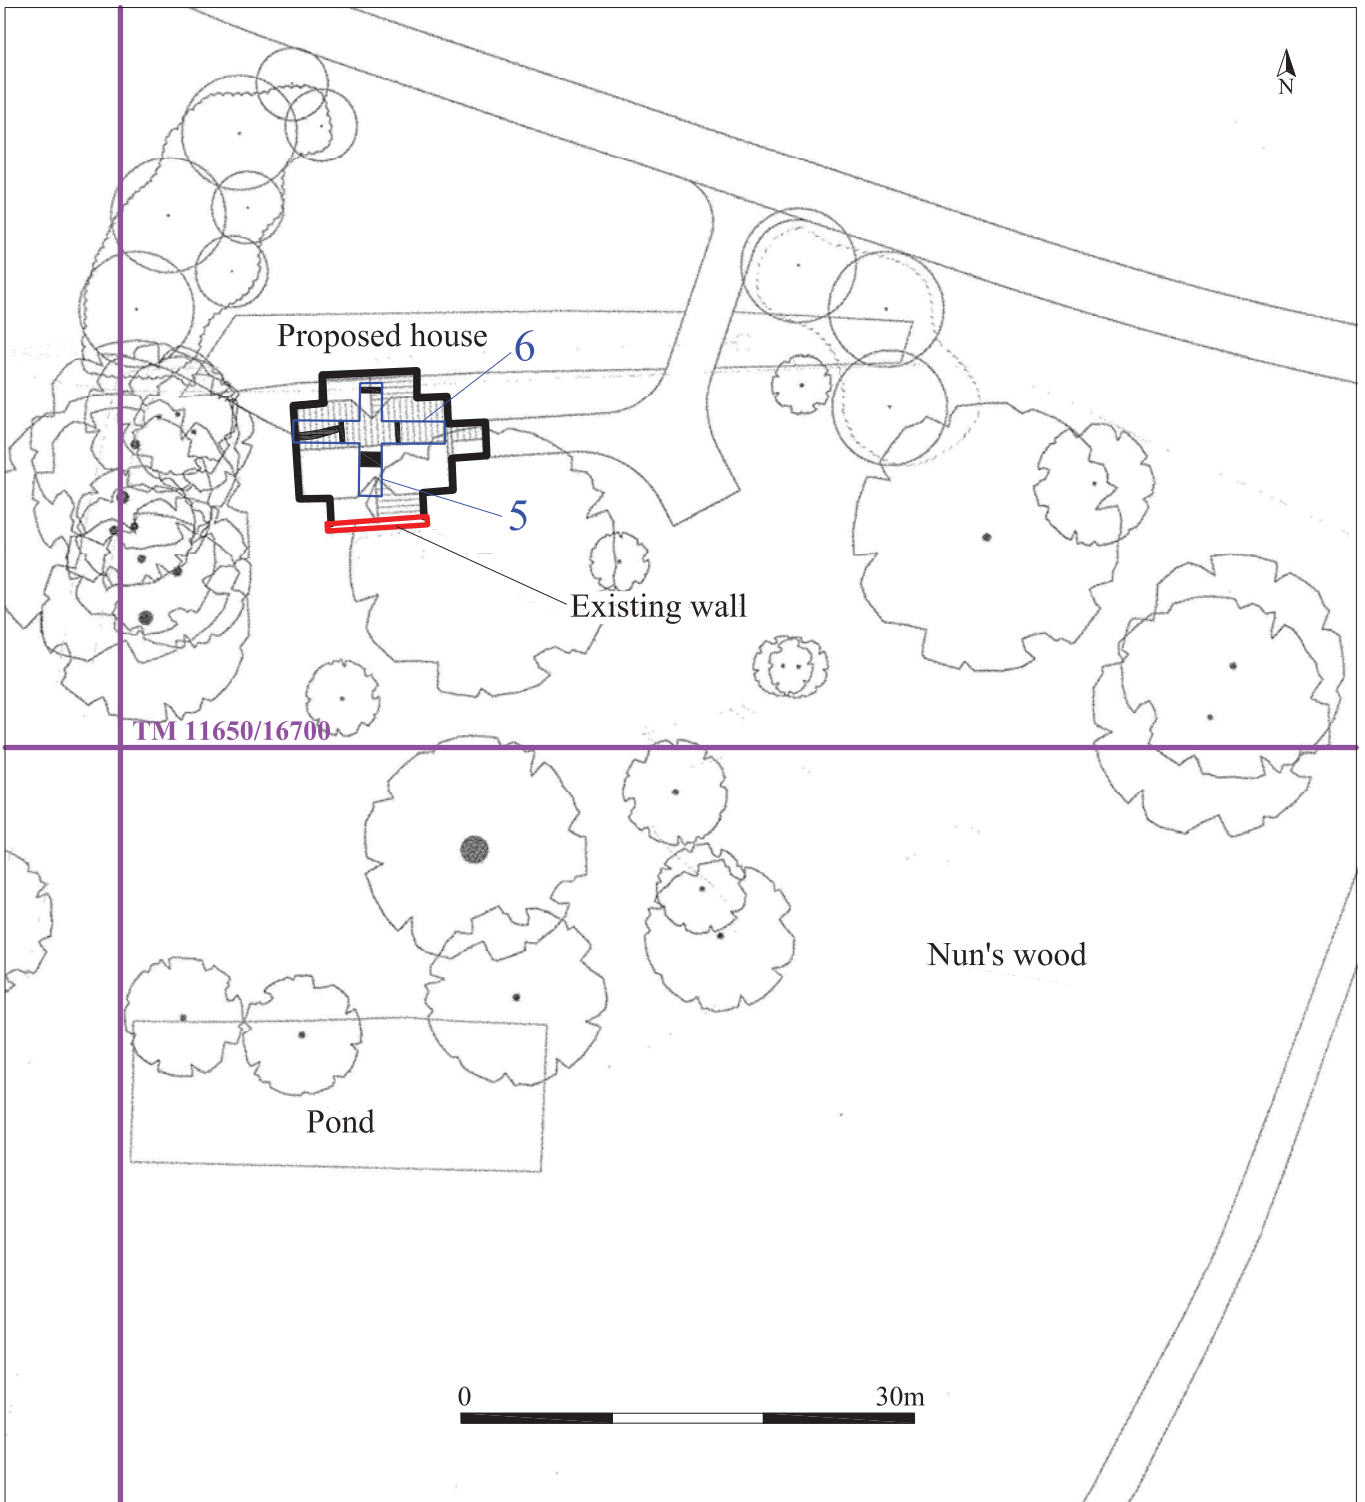 N
Proposed house
6
5
Existing wall
TM 11650/16700
Nun's wood
Pond
0 30m